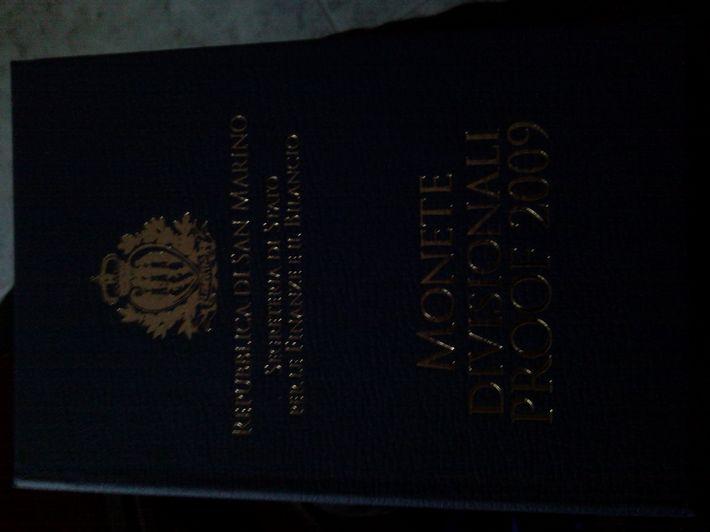 REPUBBLICA DI SAN MARINO
SEGRETERIA DI STATO
PER LE FINANZE E IL BILANCIO
MONETE
DIVISIONALI
PROOF 2009